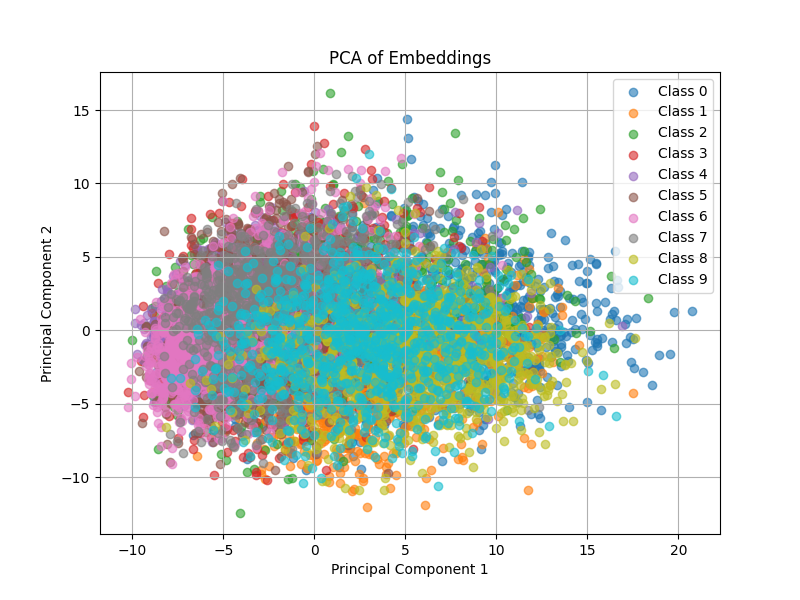 PCA of Embeddings
Class 0
Class 1
Class 2
Class 3
Class 4
Class 5
Class 6
Class 7
Class 8
Class 9
15
10
5
0
−5
−10
Principal Component 2
−10 −5 0 5 10 15 20
Principal Component 1